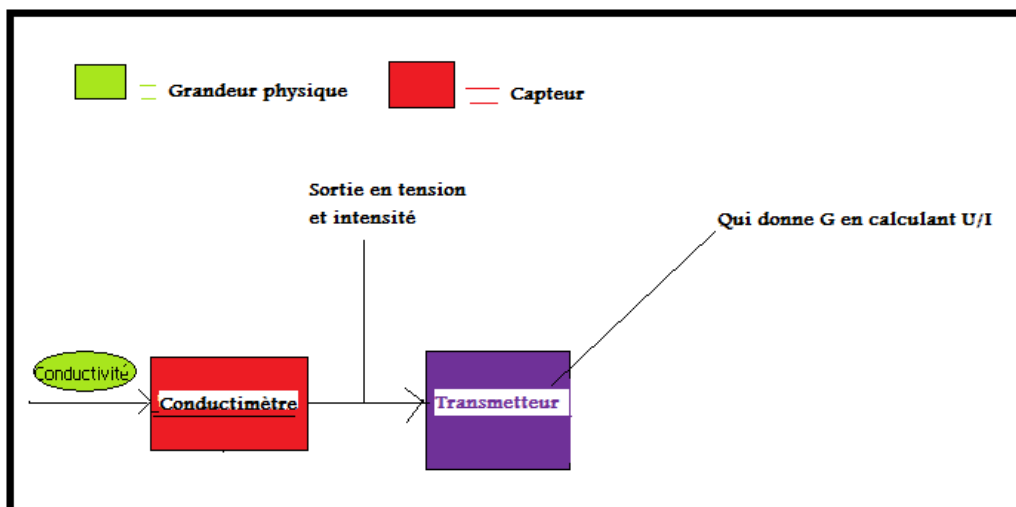 Grandeur physique
Capteur
Sortie en tension
et intensité
Qui donne G en calculant U/I
Conductivité
Conductimètre
Transmetteur